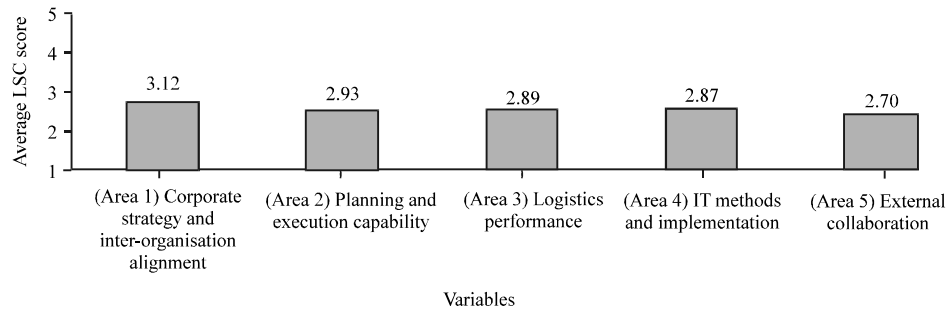 Average LSC score
5
4
3
2
1
3.12
2.93
2.89
2.87
2.70
(Area 1) Corporate
strategy and
inter-organisation
alignment
(Area 2) Planning and
execution capability
(Area 3) Logistics
performance
(Area 4) IT methods
and implementation
(Area 5) External
collaboration
Variables